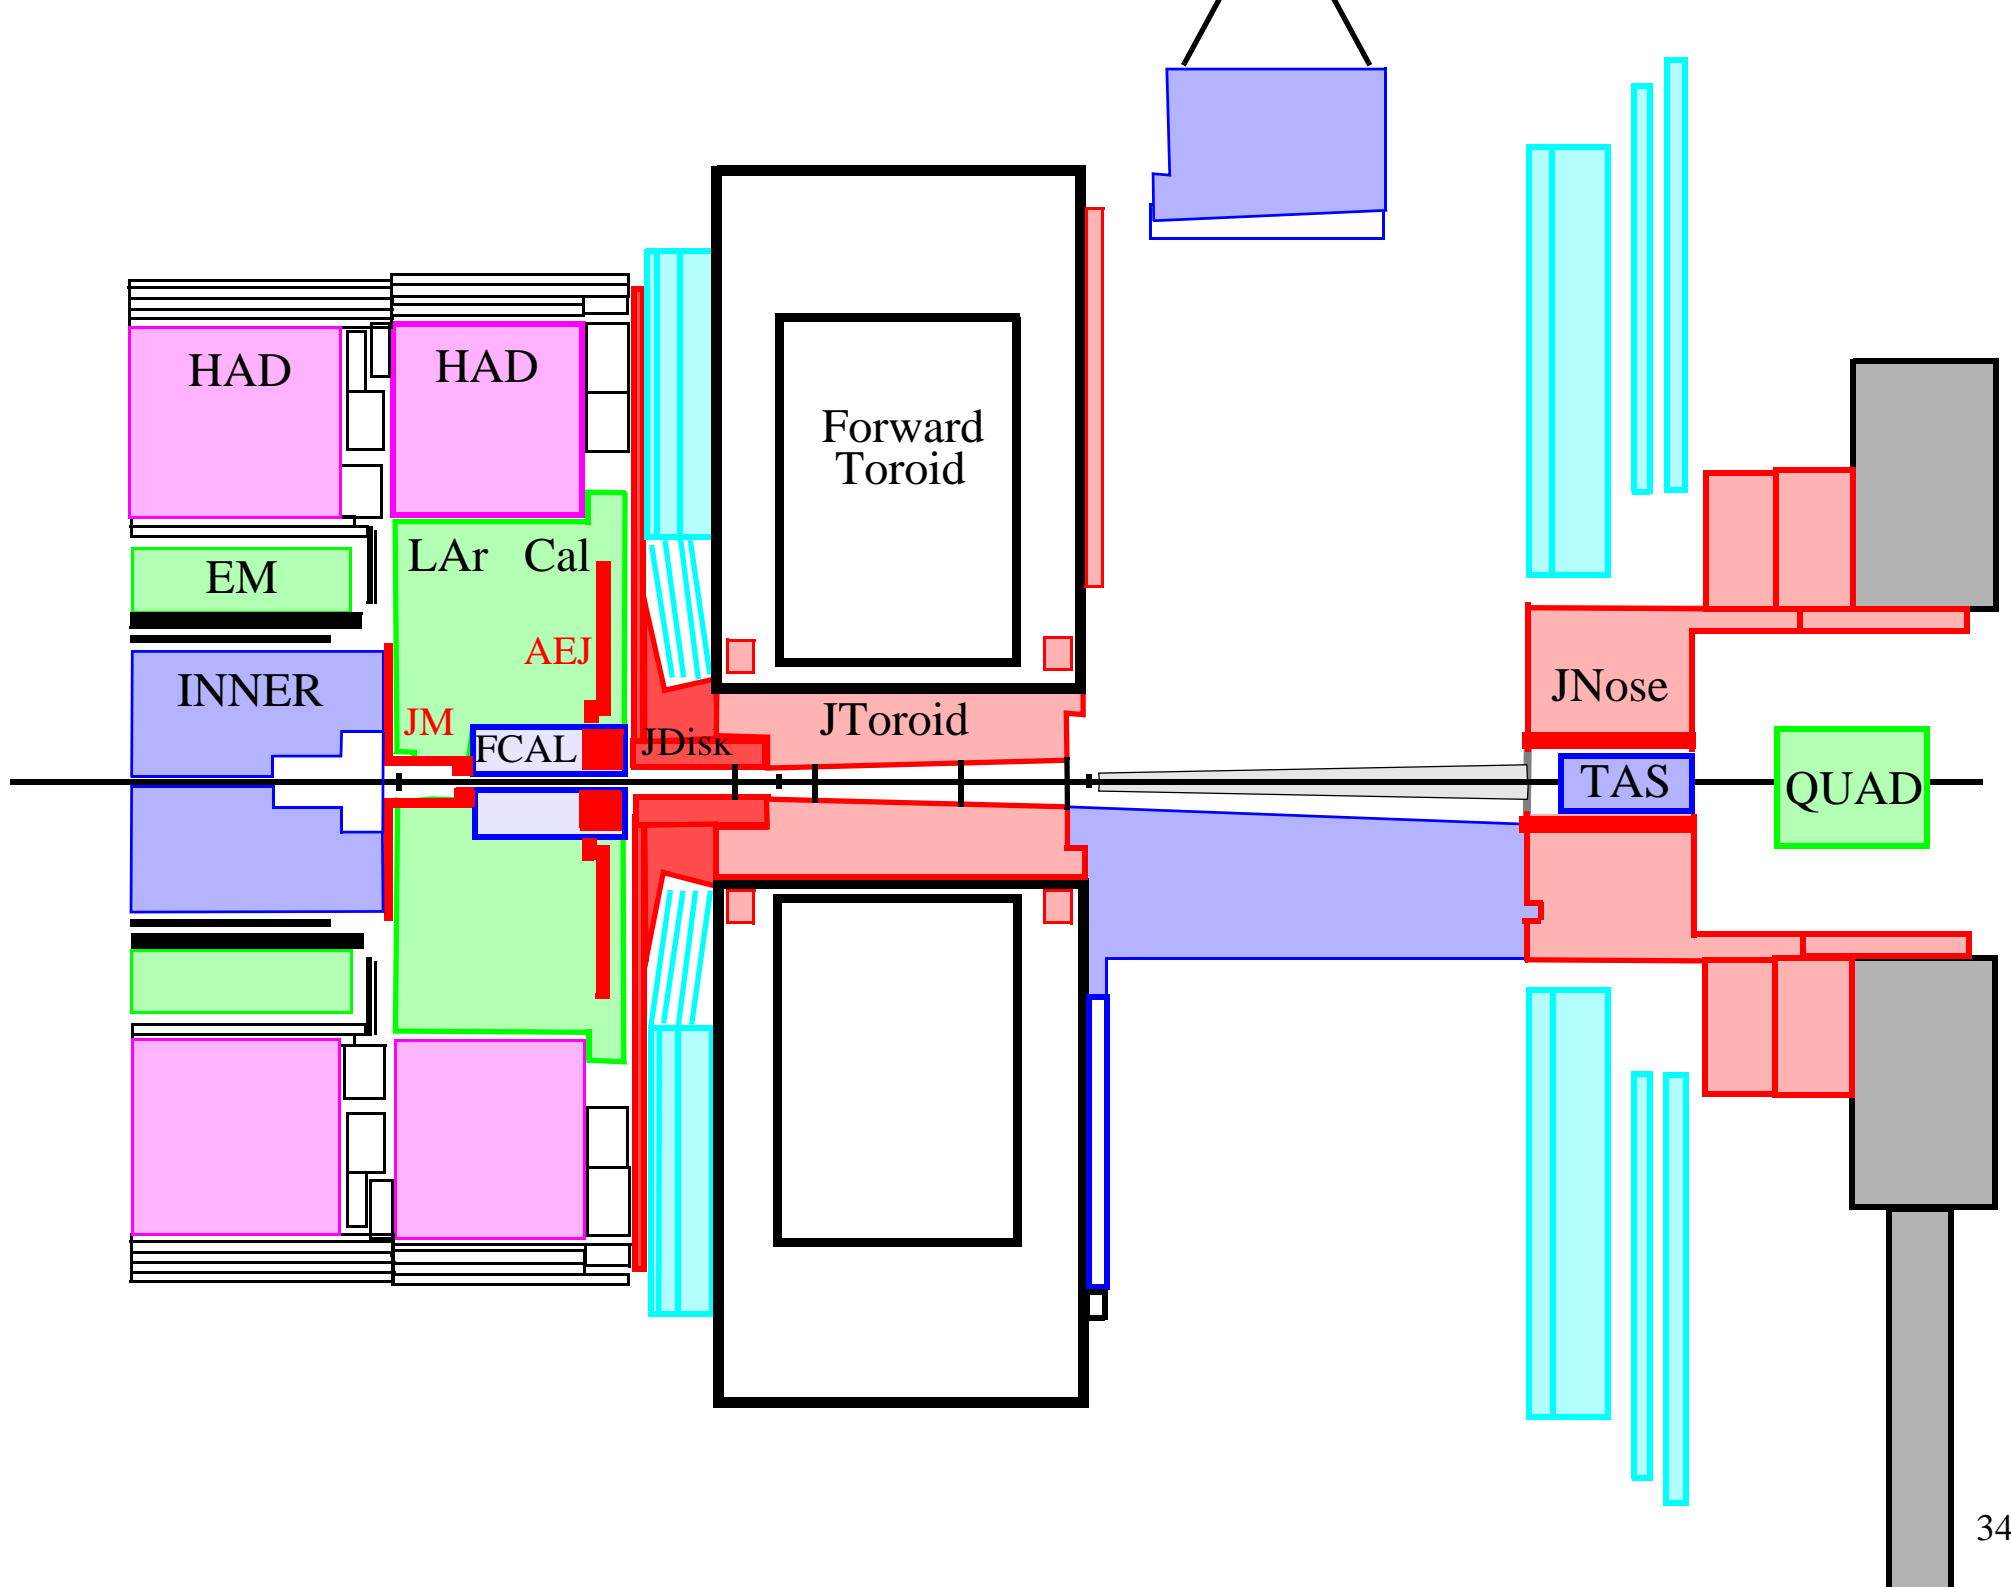 HAD
HAD
Forward
Toroid
LAr Cal
EM
AEJ
INNER
JM
FCAL
JDisk
JToroid
JNose
TAS
QUAD
34